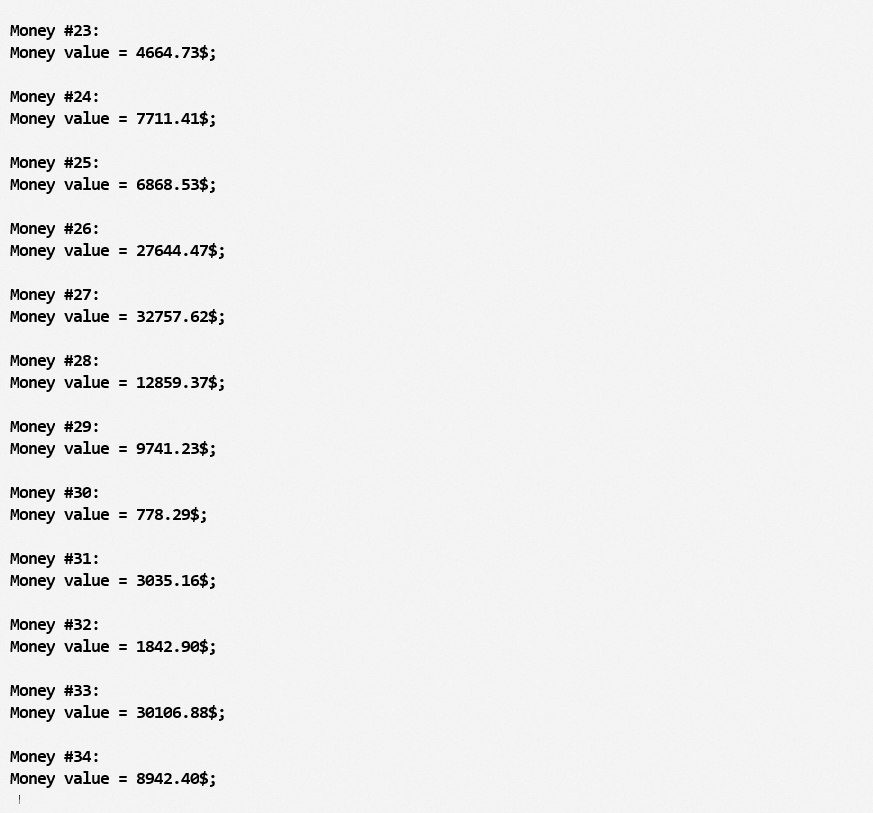 Money #23:
Money value = 4664.73$;
Money #24:
Money value = 7711.41$;
Money #25:
Money value = 6868.53$;
Money #26:
Money value = 27644.47$;
Money #27:
Money value = 32757.62$;
Money #28:
Money value = 12859.37$;
Money #29:
Money value = 9741.23$;
Money #30:
Money value = 778.29$;
Money #31:
Money value = 3035.16$;
Money #32:
Money value = 1842.90$;
Money #33:
Money value = 30106.88$;
Money #34:
Money value = 8942.40$;